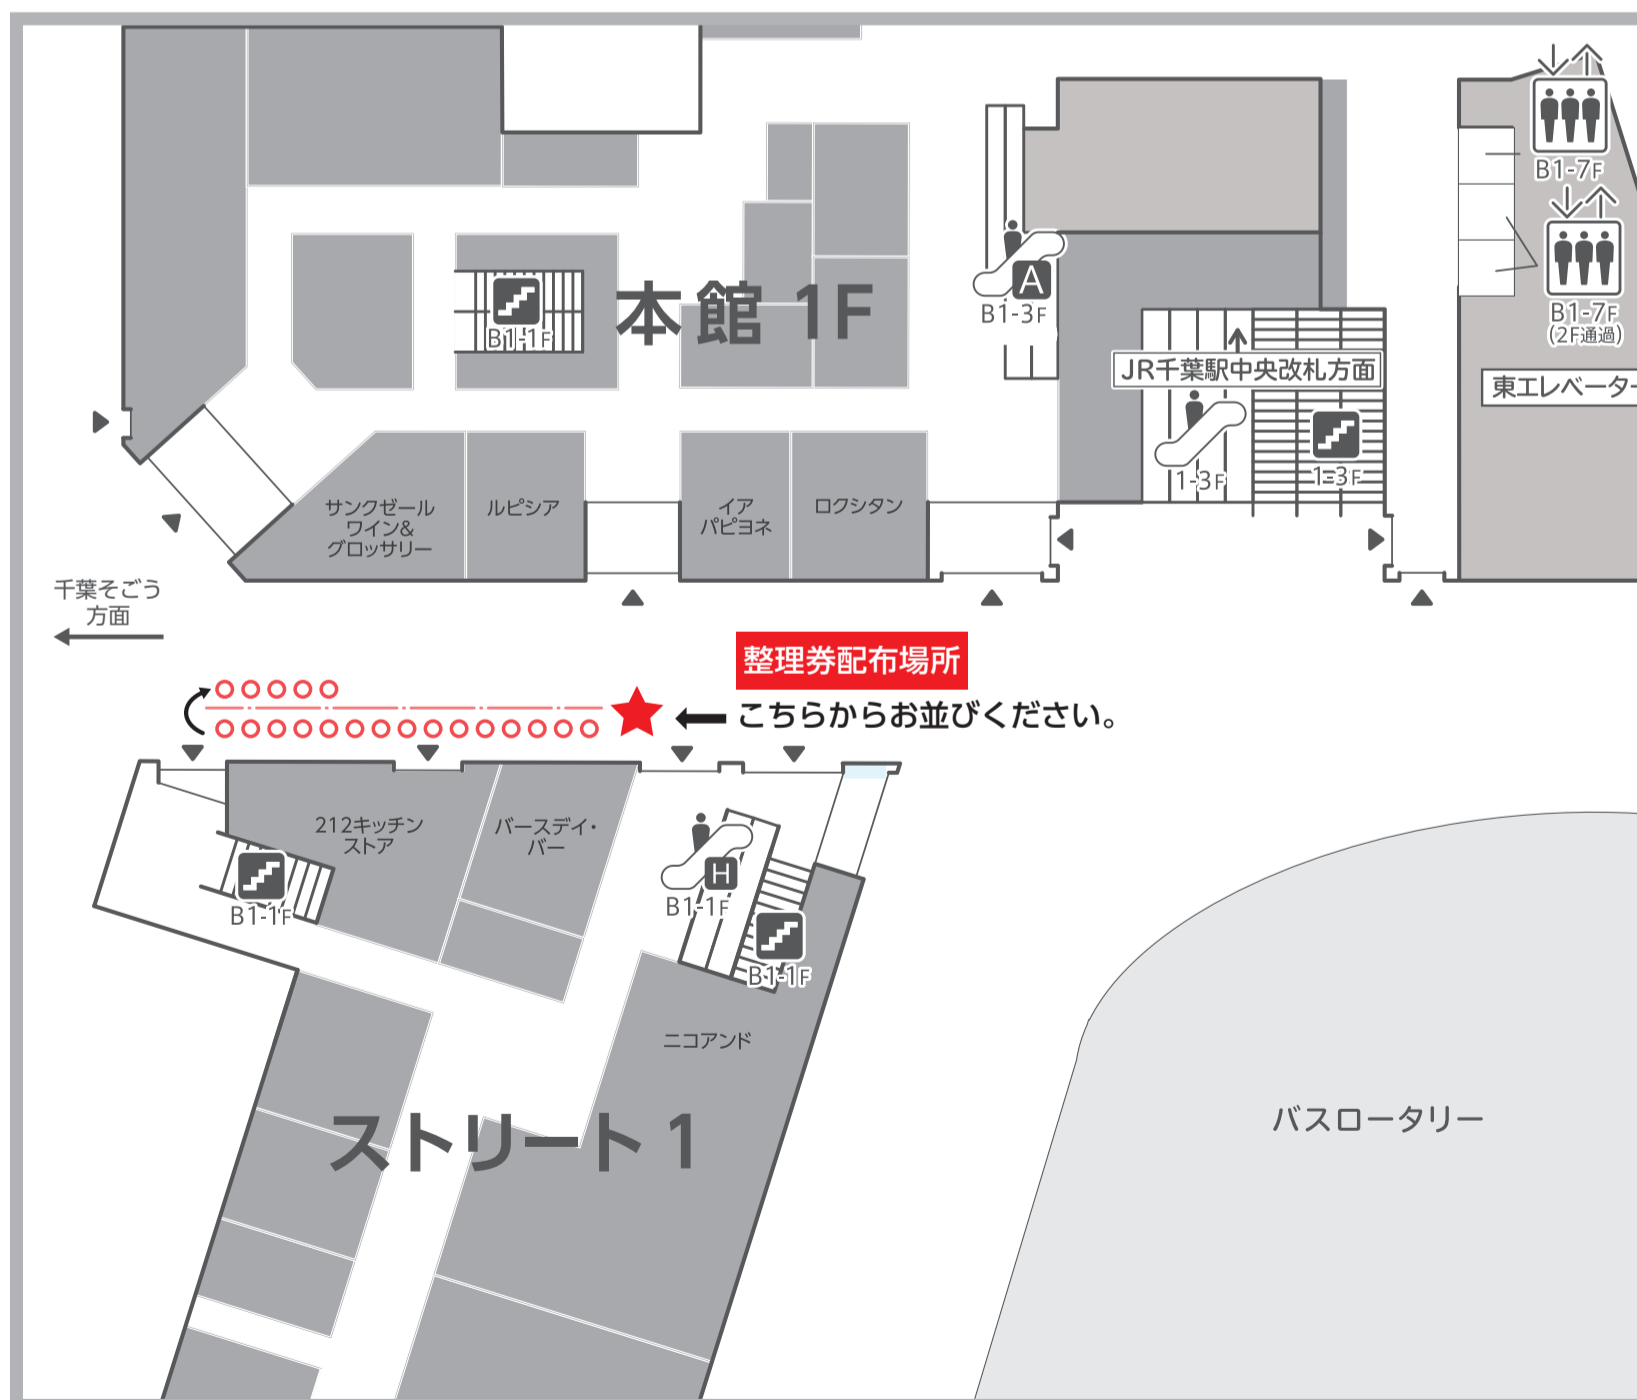 B1-7F
B1-7F
(2F通過)
東エレベーター
本館 1F
B1-1F
A
B1-3F
JR千葉駅中央改札方面
1-3F
1-3F
サンクゼール
ワイン&
グロッサリー
ルピシア
イア
パピヨネ
ロクシタン
千葉そごう
方面
整理券配布場所
こちらからお並びください。
212キッチン
ストア
バースデイ・
バー
B1-1F
H
B1-1F
B1-1F
ニコアンド
ストリート 1
バスロータリー